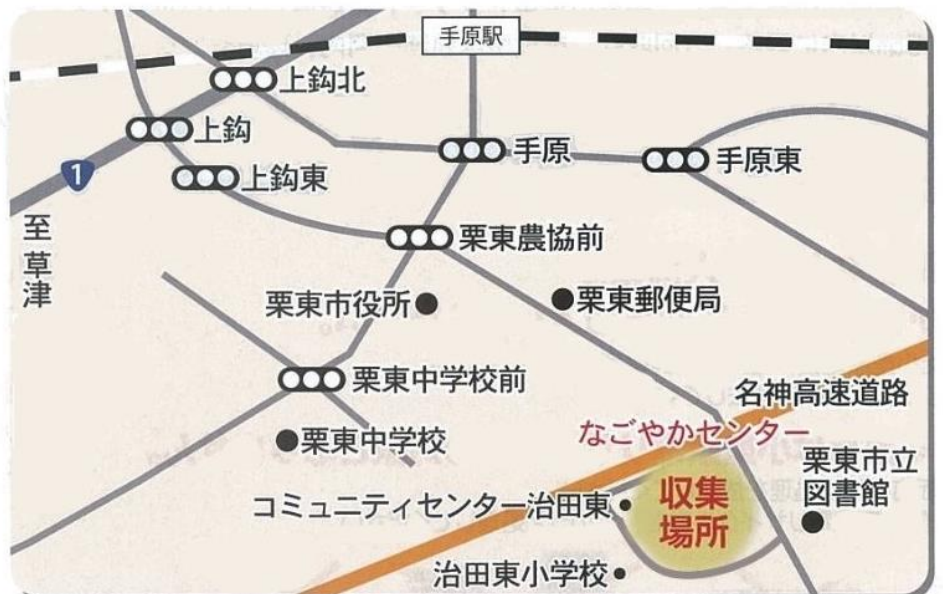 手原駅
上鈎北
上鈎
手原
手原東
1
上鈎東
至草津
栗東農協前
栗東市役所
栗東郵便局
栗東中学校前
名神高速道路
なごやかセンター
栗東中学校
栗東市立
図書館
コミュニティセンター治田東
収集
場所
治田東小学校